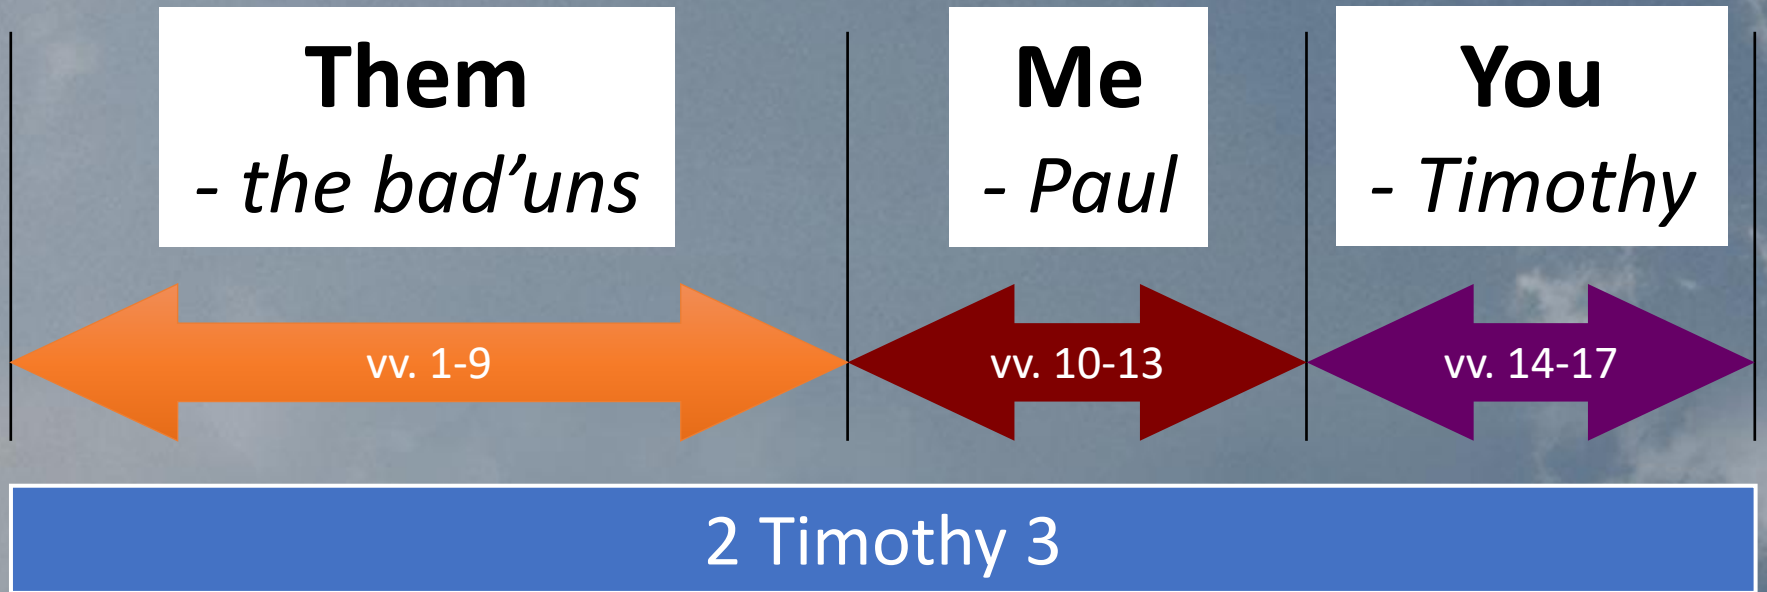 Them
- the bad’uns
Me
- Paul
You
- Timothy
vv. 1-9
vv. 10-13
vv. 14-17
2 Timothy 3